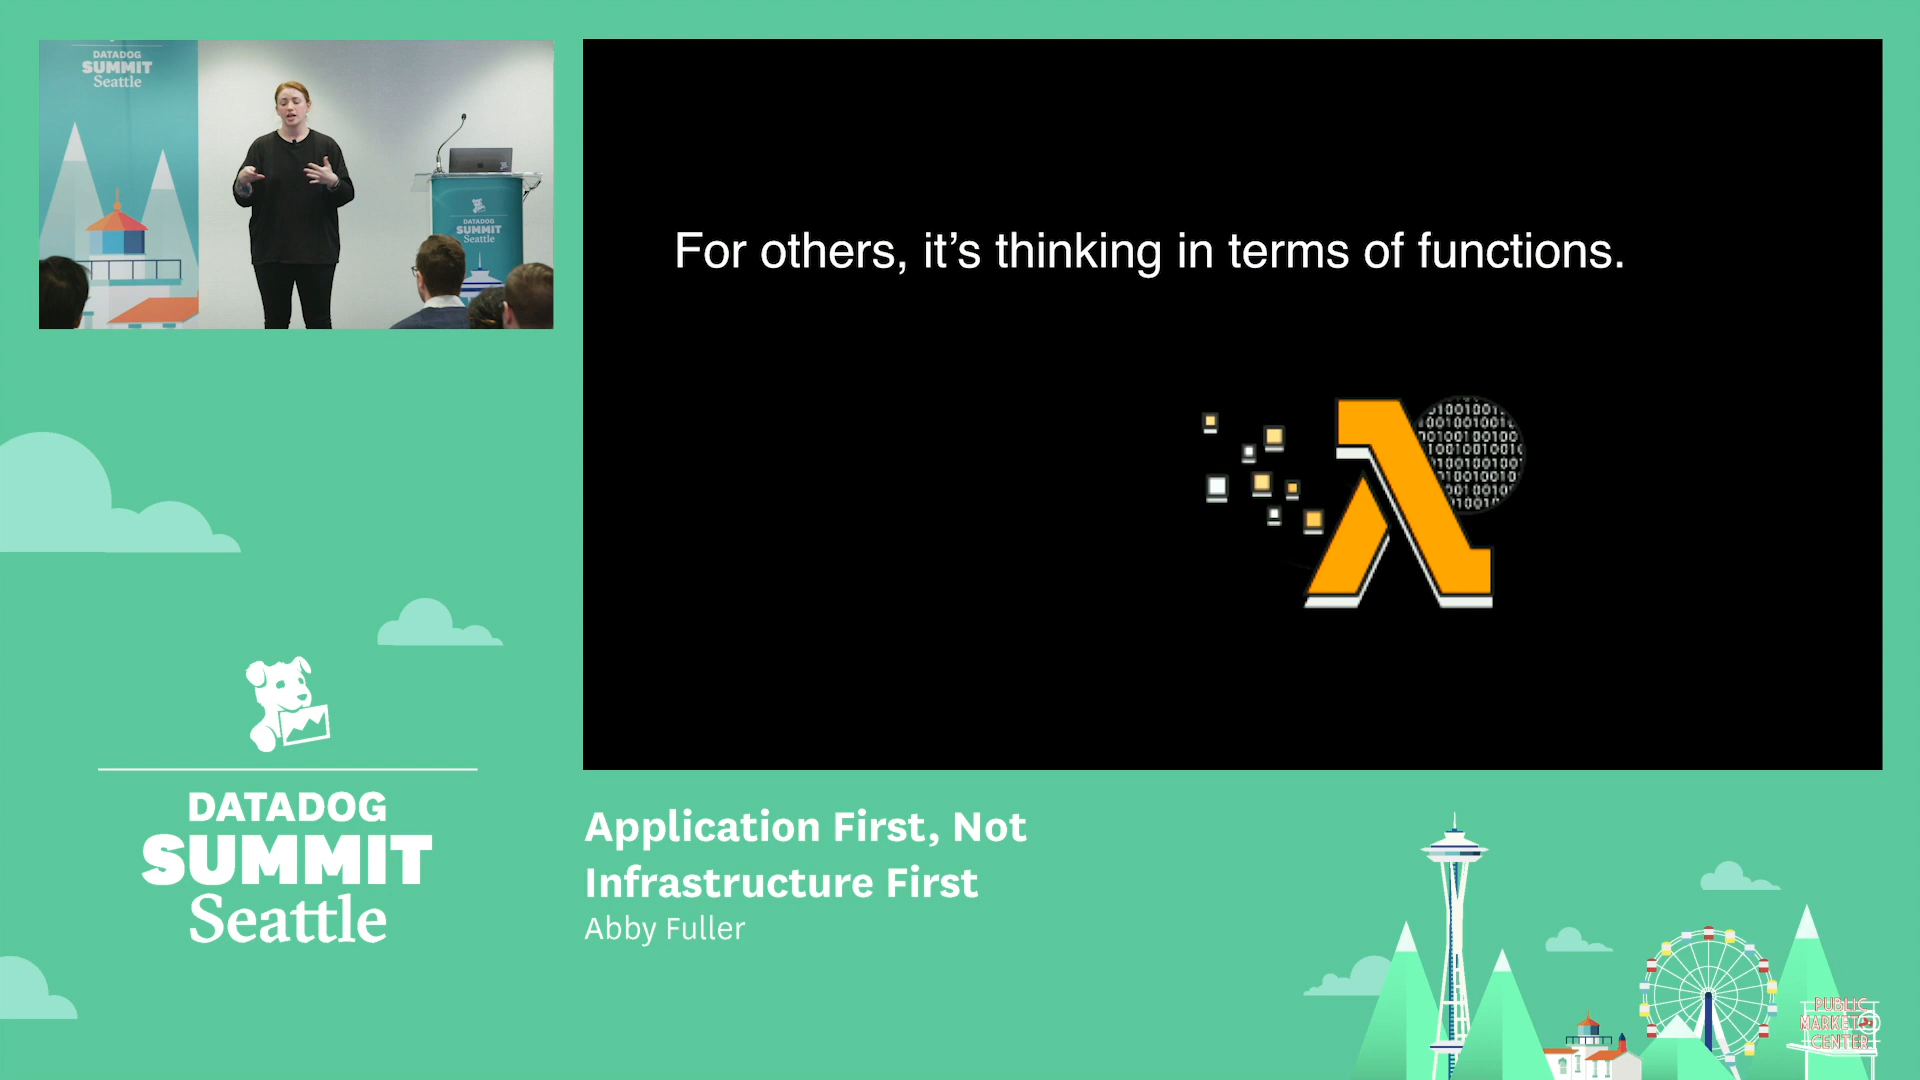 DATADOG
SUMMIT
Seattle
DATADOG
SUMMIT
Seattle
For others, it’s thinking in terms of functions.
DATADOG
SUMMIT
Seattle
Application First, Not
Infrastructure First
Abby Fuller
PUBLIC
MARKET
CENTER